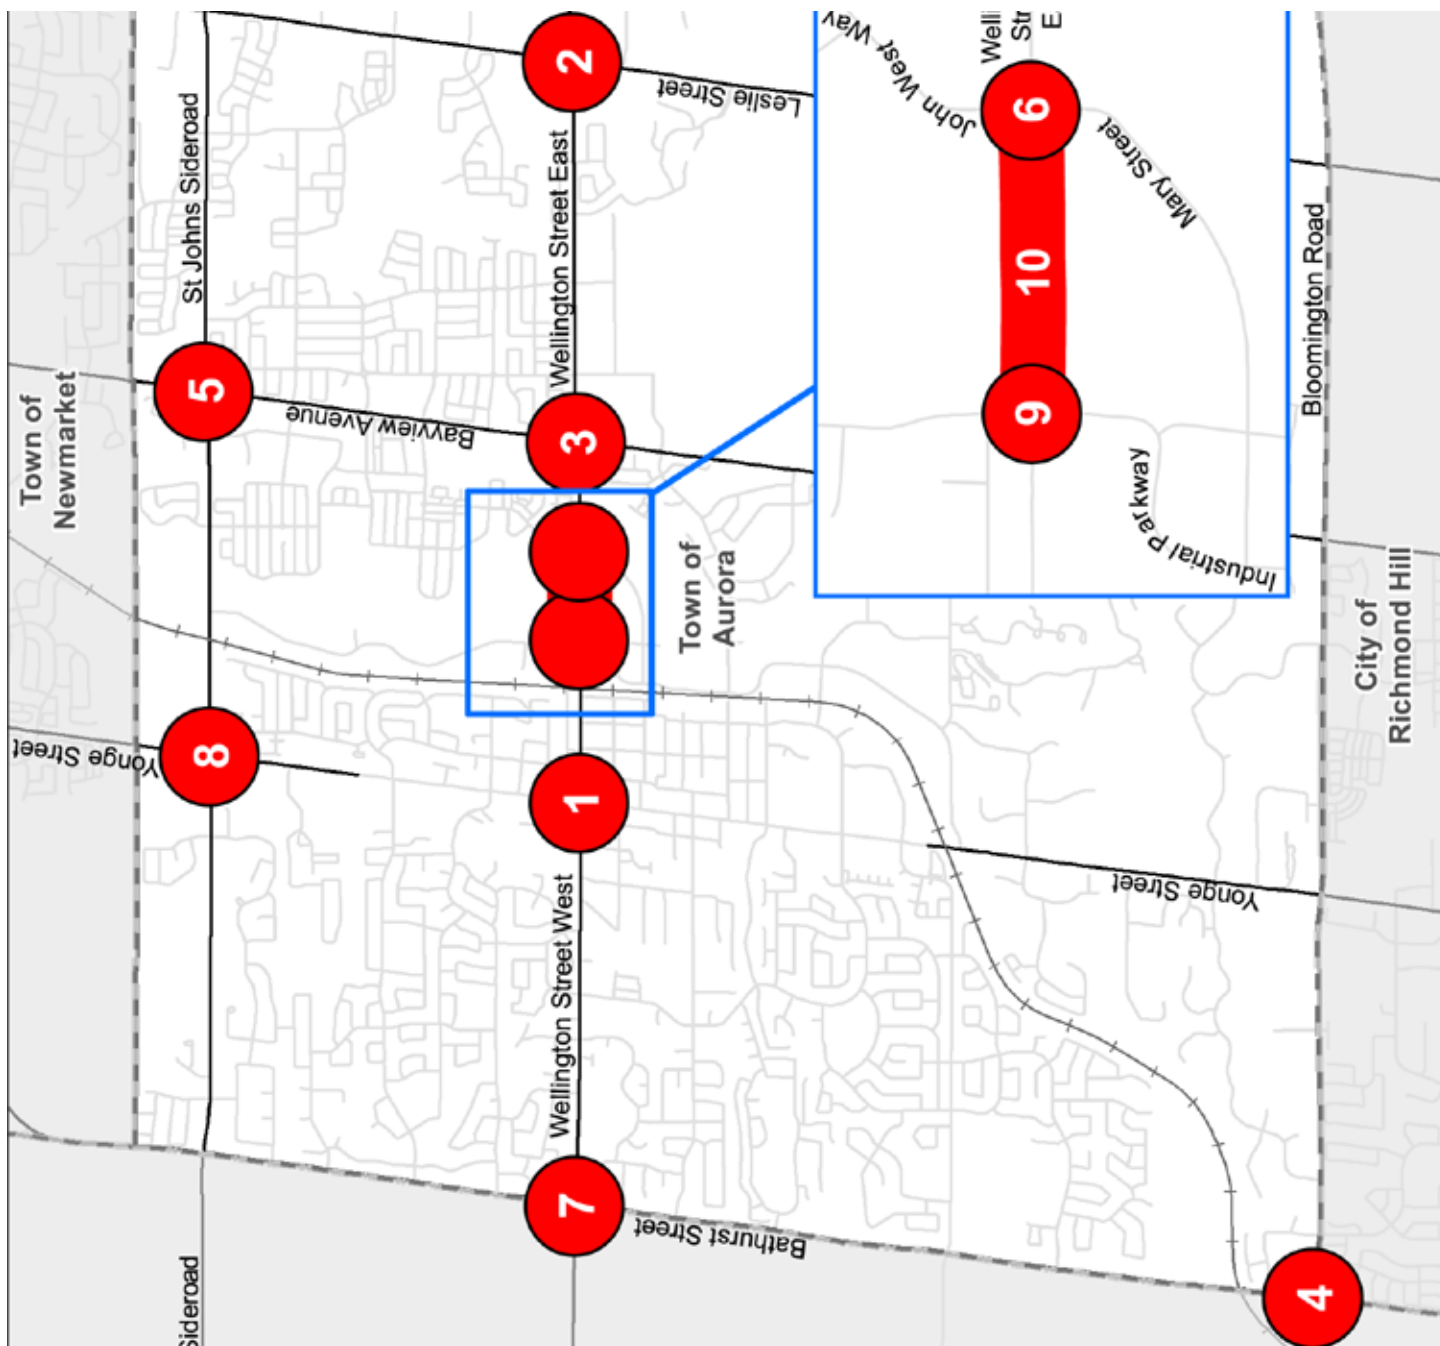 Town of
Newmarket
Yonge Street
Sideroad
St Johns Sideroad
8
5
Bayview Avenue
Wellington Street West
Wellington Street East
7
1
3
2
Bathurst Street
Leslie Street
Town of
Aurora
John West Way
9
10
6
Mary Street
Industrial Parkway
Yonge Street
Bloomington Road
4
City of
Richmond Hill